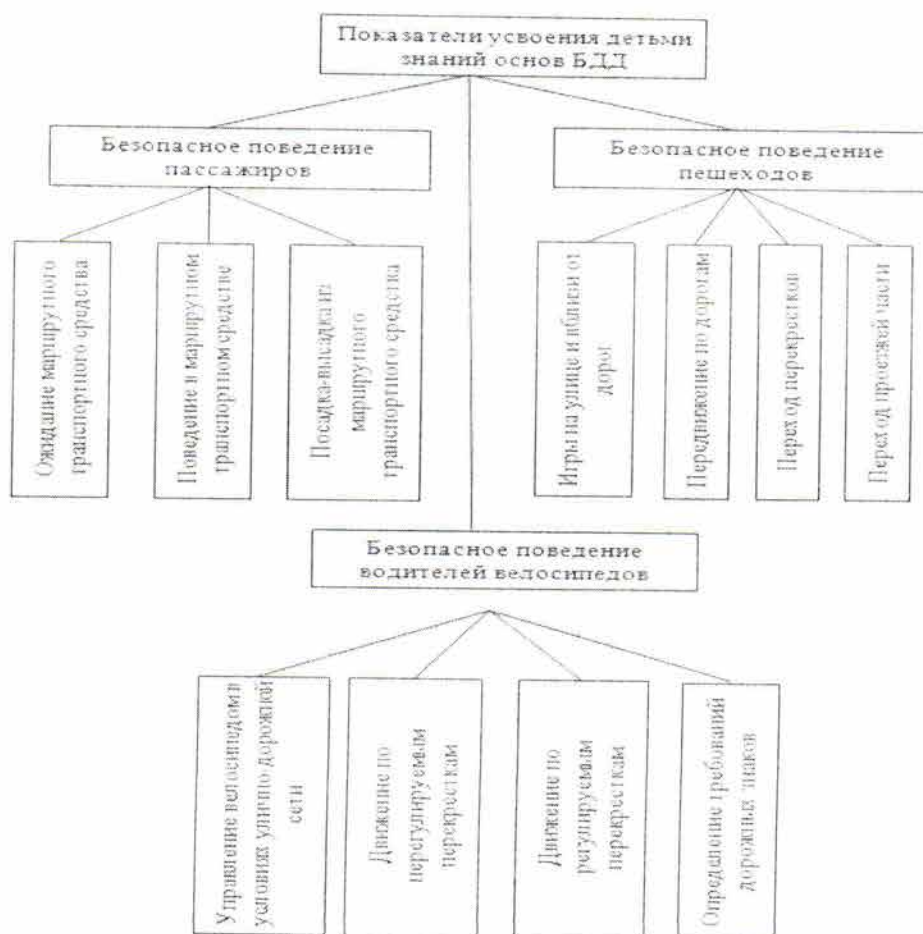 Показатели усвоения детьми
знаний основ БДД
Безопасное поведение
пассажиров
Безопасное поведение
пешеходов
Ожидание маршрутного
транспортного средства
Поведение в маршрутном
транспортном средстве
Посадка-высадка из
маршрутного
транспортного средства
Игры на улице и вблизи от
дорог
Передвижение по дорогам
Переход перекрестков
Переход проезжей части
Безопасное поведение
водителей велосипедов
Управление велосипедом в
условиях улично дорожной
сети
Движение по
нерегулируемым
перекресткам
Движение по
регулируемым
перекресткам
Определение требований
дорожных знаков